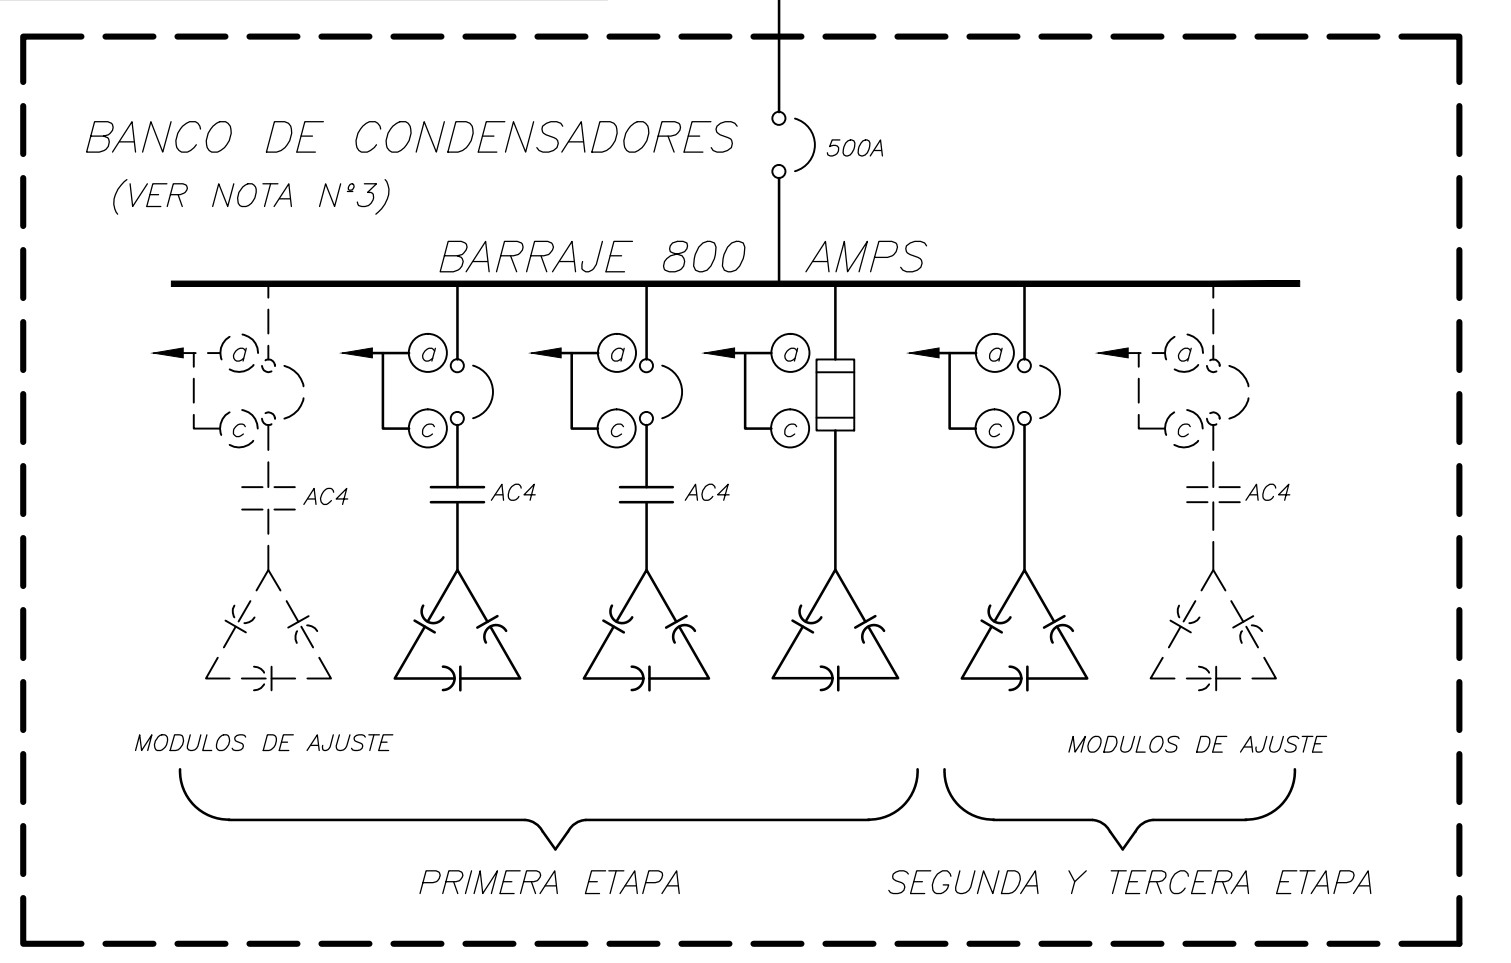 BANCO DE CONDENSADORES
500A
(VER NOTA Nº3)
BARRAJE 800 AMPS
a a a a a a
c c c c c c
AC4 AC4 AC4 AC4
MODULOS DE AJUSTE MODULOS DE AJUSTE
PRIMERA ETAPA SEGUNDA Y TERCERA ETAPA